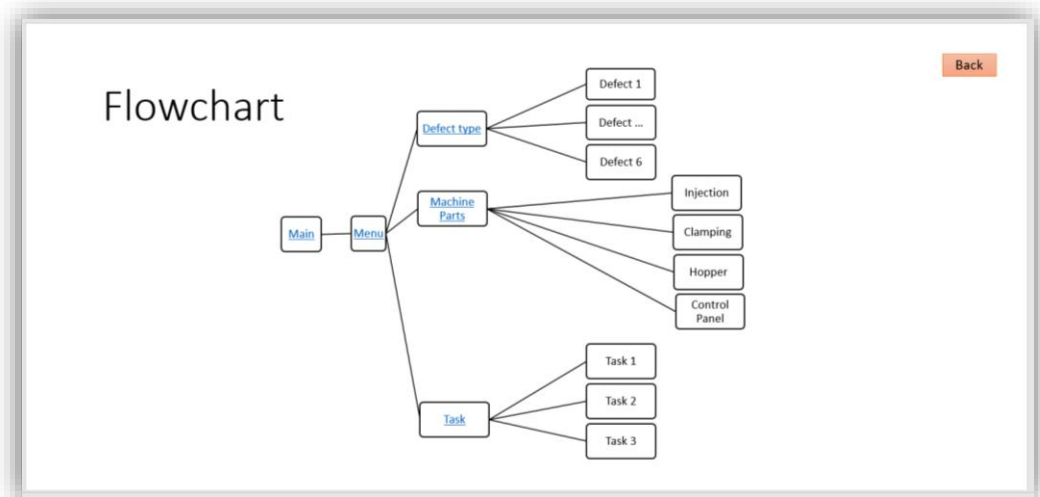 Back
Flowchart
Defect 1
Defect type
Defect ...
Defect 6
Machine
Parts
Injection
Main
Menu
Clamping
Hopper
Control
Panel
Task 1
Task
Task 2
Task 3